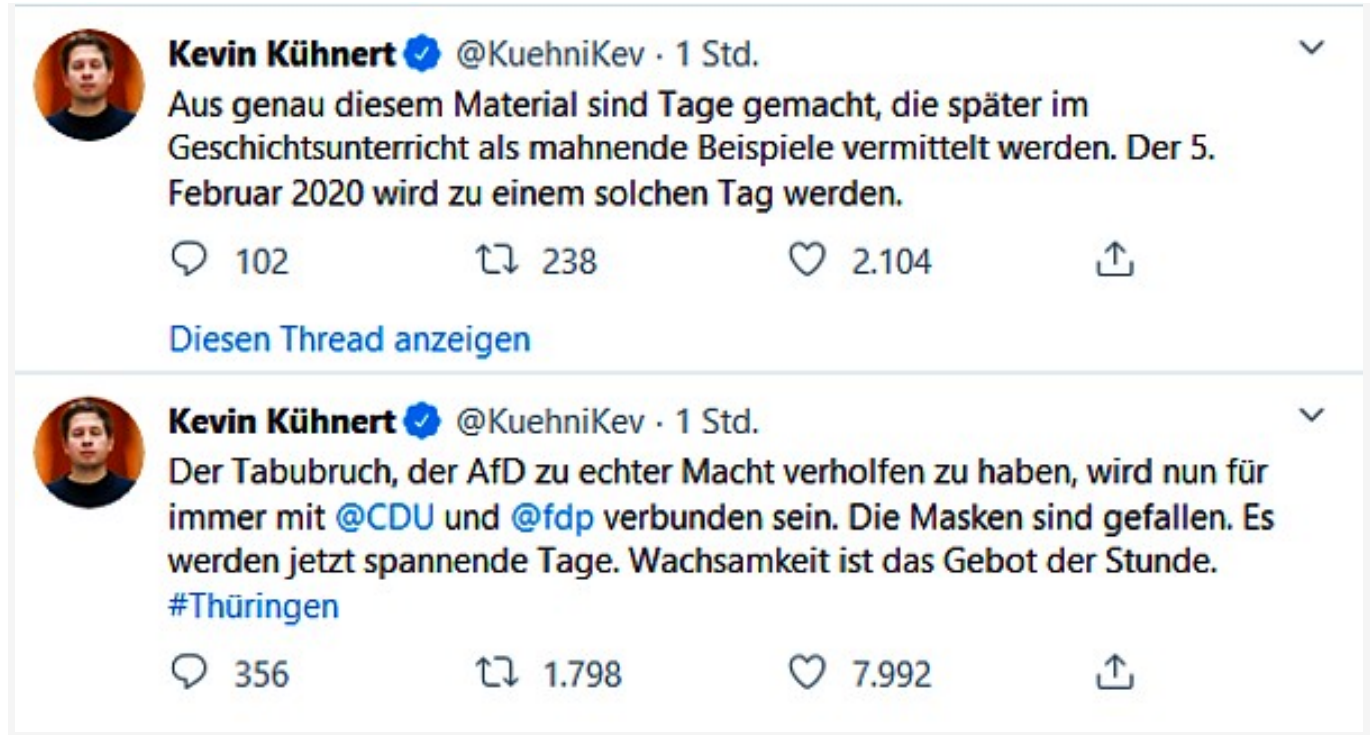 Kevin Kühnert @KuehniKev · 1 Std.
Aus genau diesem Material sind Tage gemacht, die später im
Geschichtsunterricht als mahnende Beispiele vermittelt werden. Der 5.
Februar 2020 wird zu einem solchen Tag werden.
102 238 2.104
Diesen Thread anzeigen
Kevin Kühnert @KuehniKev · 1 Std.
Der Tabubruch, der AfD zu echter Macht verholfen zu haben, wird nun für
immer mit @CDU und @fdp verbunden sein. Die Masken sind gefallen. Es
werden jetzt spannende Tage. Wachsamkeit ist das Gebot der Stunde.
#Thüringen
356 1.798 7.992